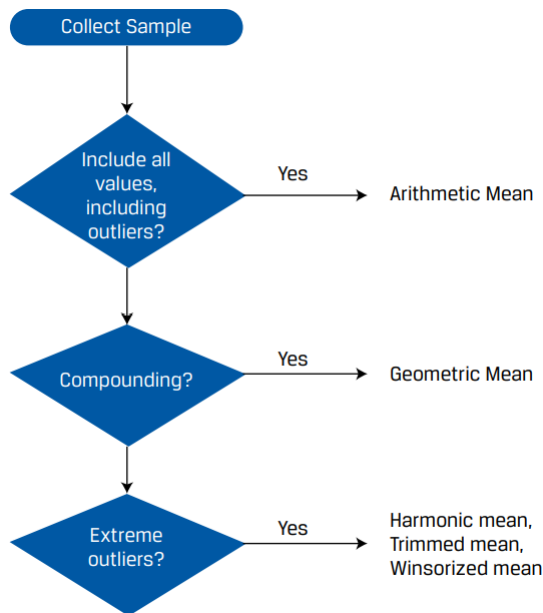 Collect Sample
Include all
values,
including
outliers?
Yes
Arithmetic Mean
Compounding?
Yes
Geometric Mean
Extreme
outliers?
Yes
Harmonic mean,
Trimmed mean,
Winsorized mean